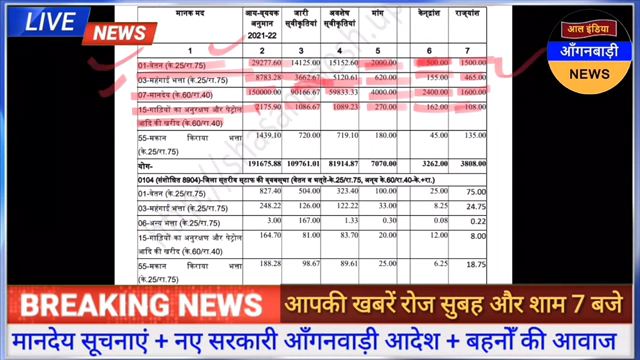 LIVE NEWS
आल इंडिया
आँगनबाड़ी
NEWS
मानक मद आय-व्ययक अनुमान 2021-22 जारी स्वीकृतियां अवशेष स्वीकृतियां मांग केन्द्रांश राज्यांश
1 2 3 4 5 6 7
01-वेतन (के.25/रा.75) 29277.60 14125.00 15152.60 2000.00 500.00 1500.00
03-महंगाई भत्ता (के.25/रा.75) 8783.28 3662.67 5120.61 620.00 155.00 465.00
07-मानदेय (के.60/रा.40) 150000.00 90166.67 59833.33 4000.00 2400.00 1600.00
15-गाडियों का अनुरक्षण और पेट्रोल 2175.90 1086.67 1089.23 270.00 162.00 108.00
आदि की खरीद (के.60/रा.40)
55-मकान किराया भत्ता 1439.10 720.00 719.10 180.00 45.00 135.00
(के.25/रा.75)
योग- 191675.88 109761.01 81914.87 7070.00 3262.00 3808.00
0104 (संशोधित 8904)-जिला स्तरीय स्टाफ की व्यवस्था (वेतन व भत्ते-के.25/रा.75, अन्य के.60/रा.40-के.+रा.)
01-वेतन (के.25/रा.75) 827.40 504.00 323.40 100.00 25.00 75.00
03-महंगाई भत्ता (के.25/रा.75) 248.22 126.00 122.22 33.00 8.25 24.75
06-अन्य भत्ता (के.25/रा.75) 3.00 167.00 1.33 0.30 0.08 0.22
15-गाडियों का अनुरक्षण और पेट्रोल 164.70 81.00 83.70 20.00 12.00 8.00
आदि की खरीद (के.60/रा.40)
55-मकान किराया भत्ता 188.28 98.67 89.61 25.00 6.25 18.75
(के.25/रा.75)
BREAKING NEWS आपकी खबरें रोज सुबह और शाम 7 बजे
मानदेय सूचनाएं + नए सरकारी आँगनवाड़ी आदेश + बहनोँ की आवाज